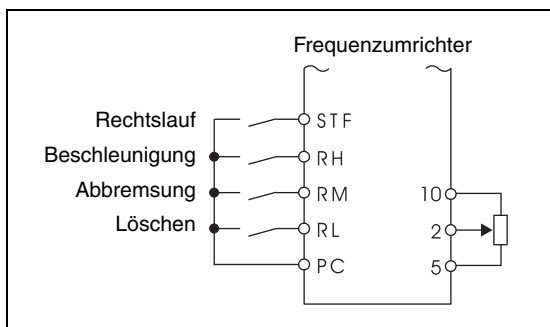 Frequenzumrichter
Rechtslauf STF
Beschleunigung RH
Abbremsung RM 10
Löschen RL 2
PC 5